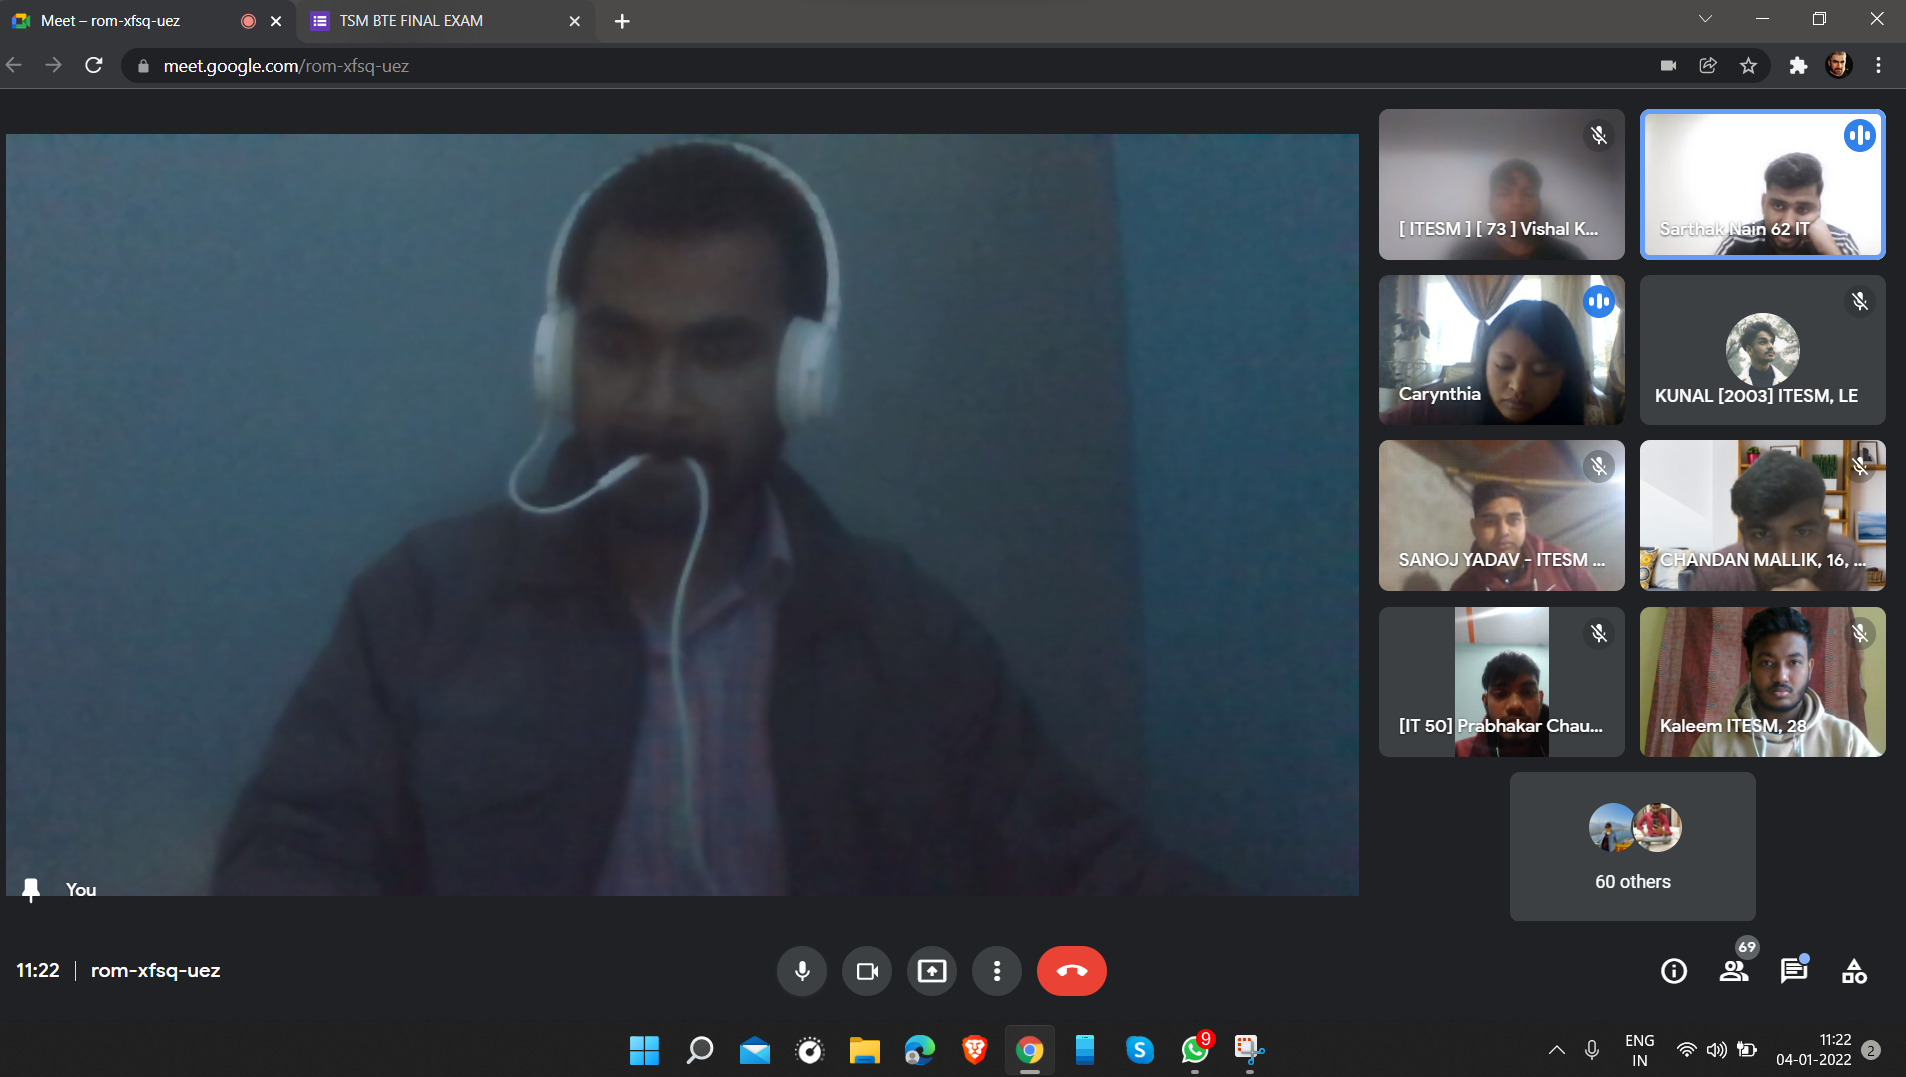 Meet – rom-xfsq-uez
TSM BTE FINAL EXAM
meet.google.com/rom-xfsq-uez
[ ITESM ] [ 73 ] Vishal K...
Sarthak Nain 62 IT
Carynthia
KUNAL [2003] ITESM, LE
SANOJ YADAV - ITESM ...
CHANDAN MALLIK, 16, ...
[IT 50] Prabhakar Chau...
Kaleem ITESM, 28
60 others
You
11:22 | rom-xfsq-uez
69
9
S
ENG
IN
11:22
04-01-2022
2